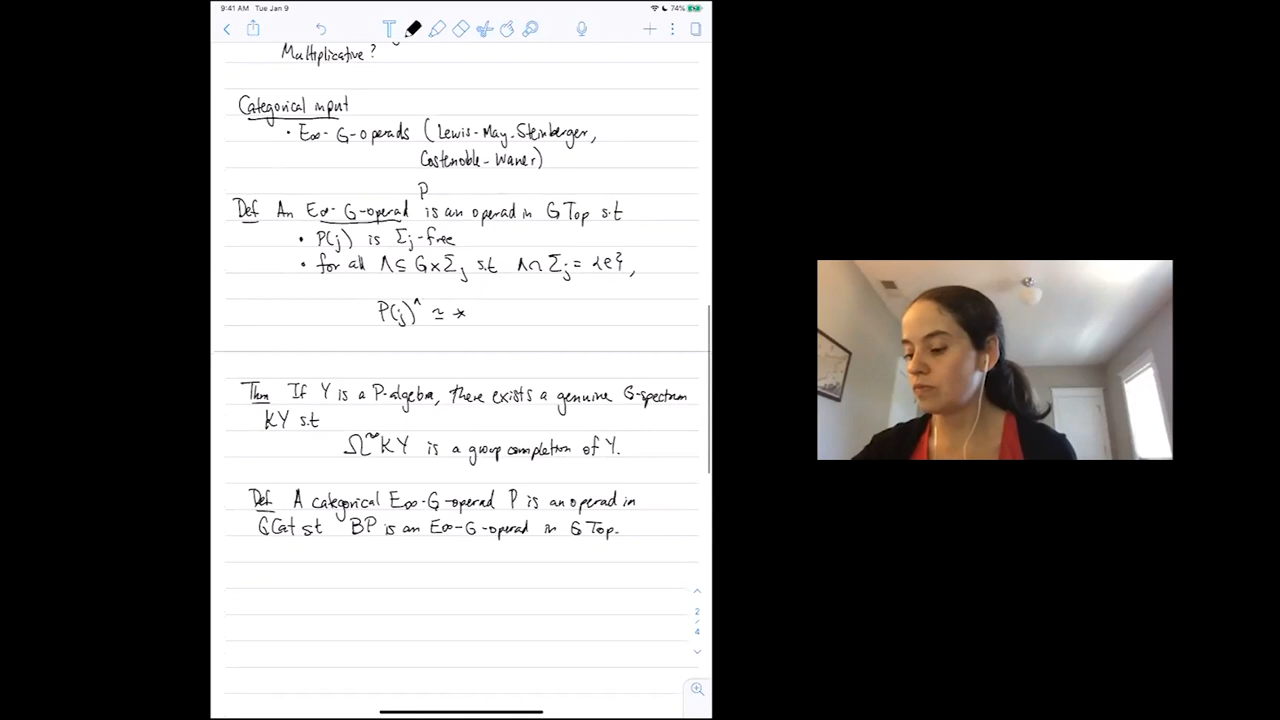 9:41 AM Tue Jan 9
74%
T
Multiplicative?
Categorical input
• E∞-G-operads (Lewis-May-Steinberger,
Costenoble-Waner)
P
Def An E∞-G-operad is an operad in GTop s.t
• P(j) is Σj-free
• for all Λ ⊆ G×Σj s.t Λ∩Σj = {e},
P(j)^Λ ≃ *
Thm If Y is a P-algebra, there exists a genuine G-spectrum
KY s.t
Ω^∞KY is a group completion of Y.
Def A categorical E∞-G-operad P is an operad in
GCat st BP is an E∞-G-operad in GTop.
2
/
4